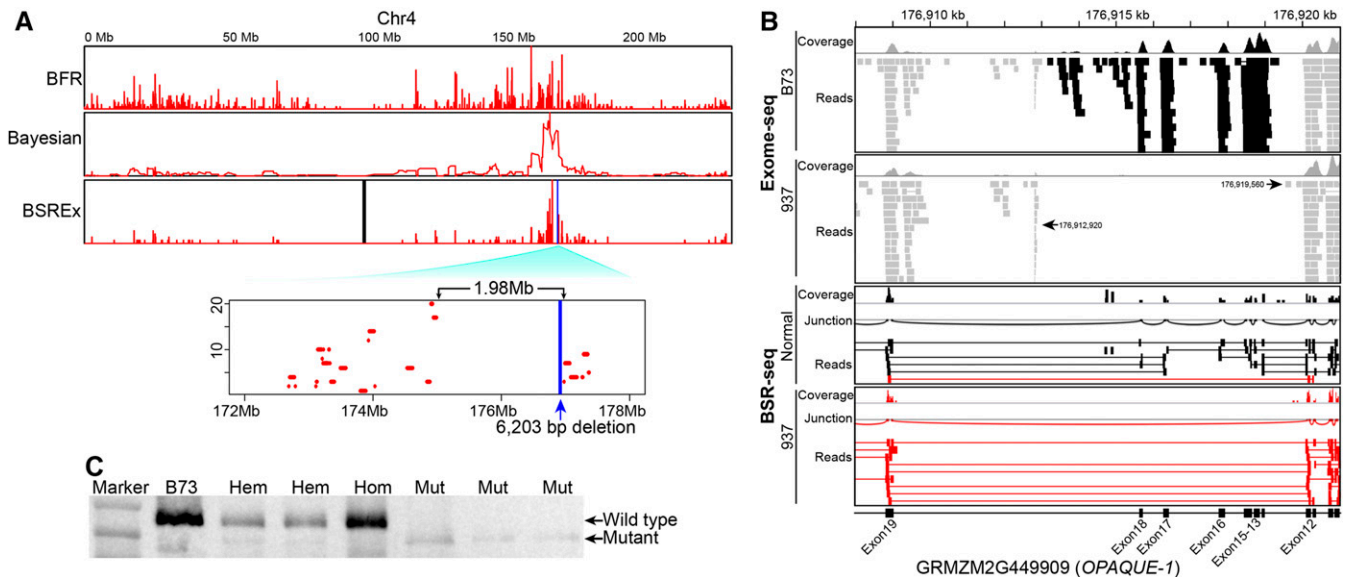 A
Chr4
0 Mb 50 Mb 100 Mb 150 Mb 200 Mb
BFR
Bayesian
BSREx
1.98Mb
20
10
172Mb 174Mb 176Mb 178Mb
6,203 bp deletion
C
Marker B73 Hem Hem Hom Mut Mut Mut
Wild type
Mutant
B
176,910 kb 176,915 kb 176,920 kb
Exome-seq
B73
Coverage
Reads
937
Coverage
Reads
176,919,560
176,912,920
BSR-seq
Normal
Coverage
Junction
Reads
937
Coverage
Junction
Reads
Exon19
Exon18
Exon17
Exon16
Exon15-13
Exon12
GRMZM2G449909 (OPAQUE-1)